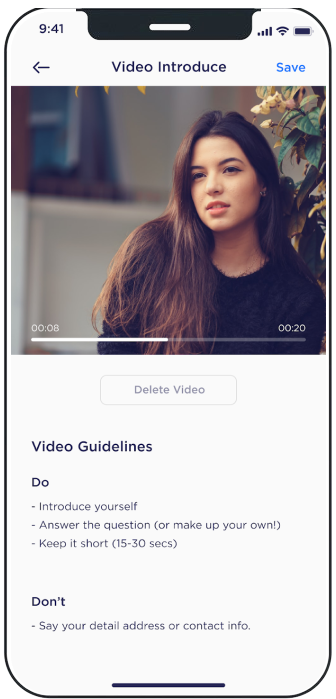 9:41
Video Introduce
Save
00:08
00:20
Delete Video
Video Guidelines
Do
- Introduce yourself
- Answer the question (or make up your own!)
- Keep it short (15-30 secs)
Don't
- Say your detail address or contact info.